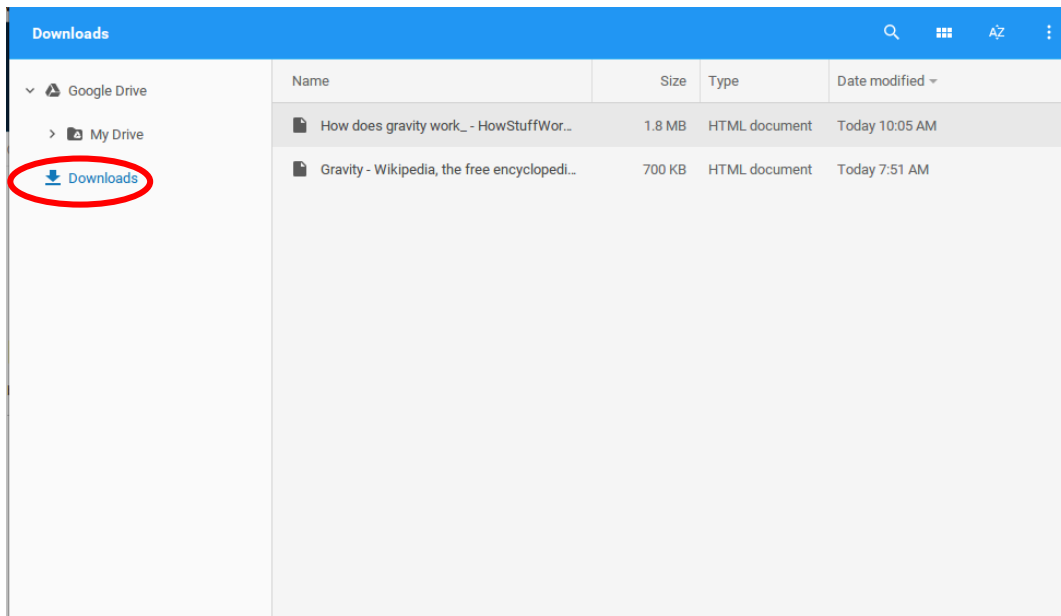 Downloads
AZ
Google Drive
My Drive
Downloads
Name Size Type Date modified
How does gravity work_ - HowStuffWor... 1.8 MB HTML document Today 10:05 AM
Gravity - Wikipedia, the free encyclopedi... 700 KB HTML document Today 7:51 AM